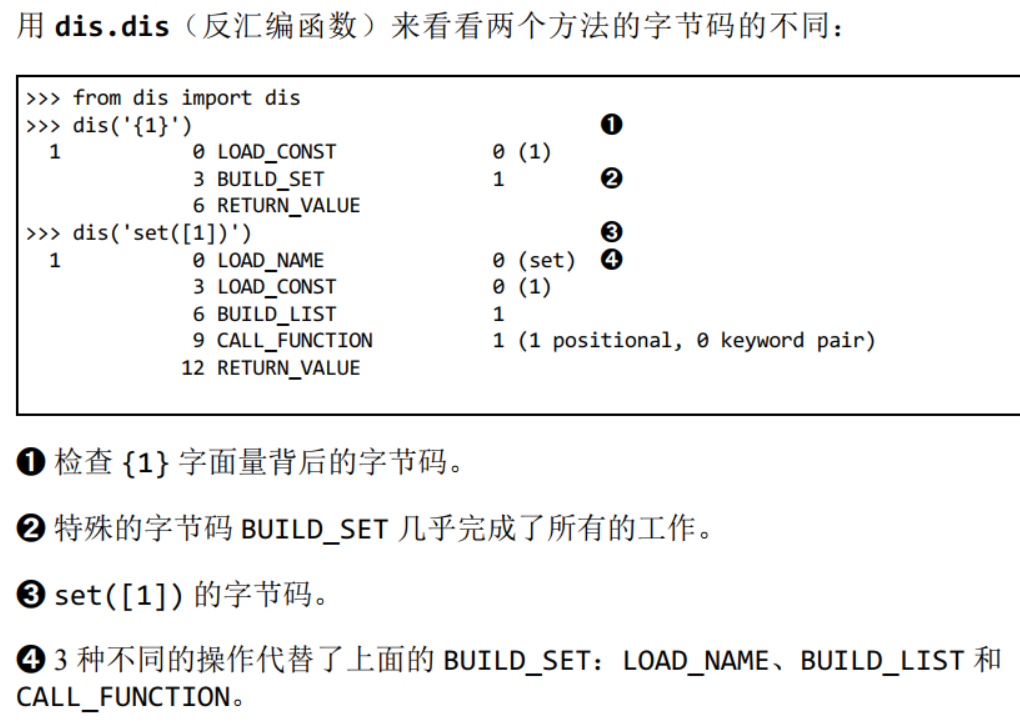 用 dis.dis（反汇编函数）来看看两个方法的字节码的不同：
>>> from dis import dis
>>> dis('{1}') ❶
1 0 LOAD_CONST 0 (1)
3 BUILD_SET 1 ❷
6 RETURN_VALUE
>>> dis('set([1])') ❸
1 0 LOAD_NAME 0 (set) ❹
3 LOAD_CONST 0 (1)
6 BUILD_LIST 1
9 CALL_FUNCTION 1 (1 positional, 0 keyword pair)
12 RETURN_VALUE
❶ 检查 {1} 字面量背后的字节码。
❷ 特殊的字节码 BUILD_SET 几乎完成了所有的工作。
❸ set([1]) 的字节码。
❹ 3 种不同的操作代替了上面的 BUILD_SET：LOAD_NAME、BUILD_LIST 和
CALL_FUNCTION。